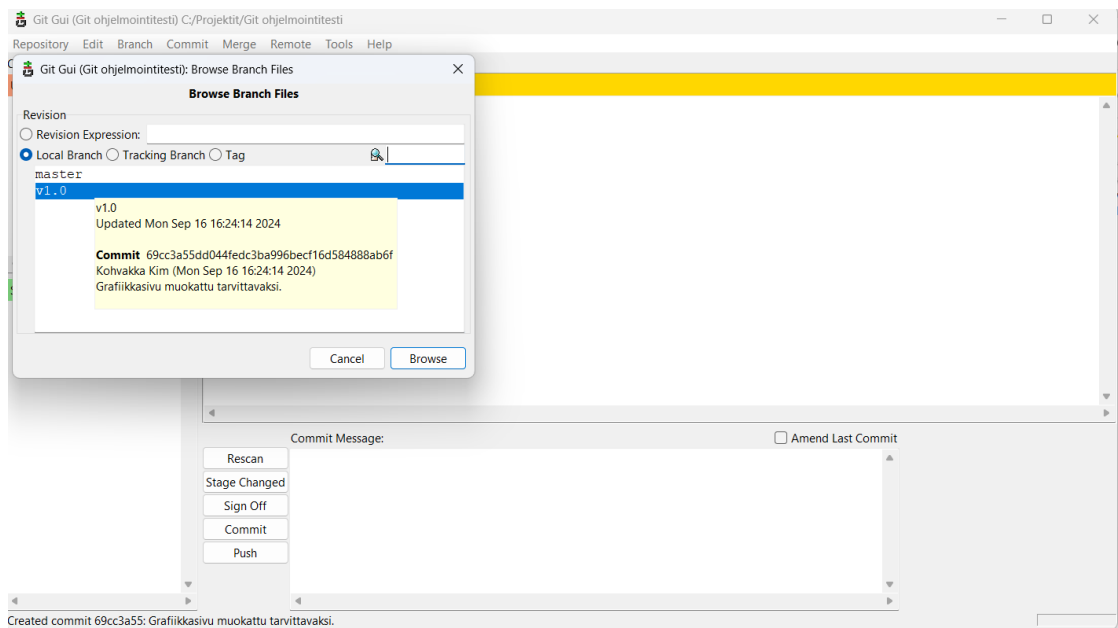 Git Gui (Git ohjelmointitesti) C:/Projektit/Git ohjelmointitesti
Repository Edit Branch Commit Merge Remote Tools Help
Git Gui (Git ohjelmointitesti): Browse Branch Files
Browse Branch Files
Revision
Revision Expression:
Local Branch Tracking Branch Tag
master
v1.0
v1.0
Updated Mon Sep 16 16:24:14 2024
Commit 69cc3a55dd044fedc3ba996becf16d584888ab6f
Kohvakka Kim (Mon Sep 16 16:24:14 2024)
Grafiikkasivu muokattu tarvittavaksi.
Cancel Browse
Commit Message: Amend Last Commit
Rescan
Stage Changed
Sign Off
Commit
Push
Created commit 69cc3a55: Grafiikkasivu muokattu tarvittavaksi.